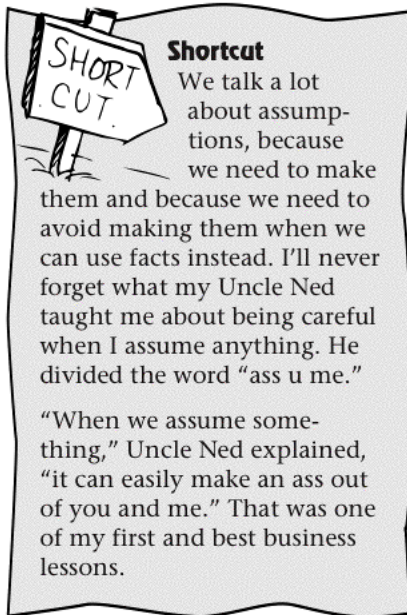 SHORT
CUT.
Shortcut
We talk a lot
about assump-
tions, because
we need to make
them and because we need to
avoid making them when we
can use facts instead. I’ll never
forget what my Uncle Ned
taught me about being careful
when I assume anything. He
divided the word “ass u me.”
“When we assume some-
thing,” Uncle Ned explained,
“it can easily make an ass out
of you and me.” That was one
of my first and best business
lessons.